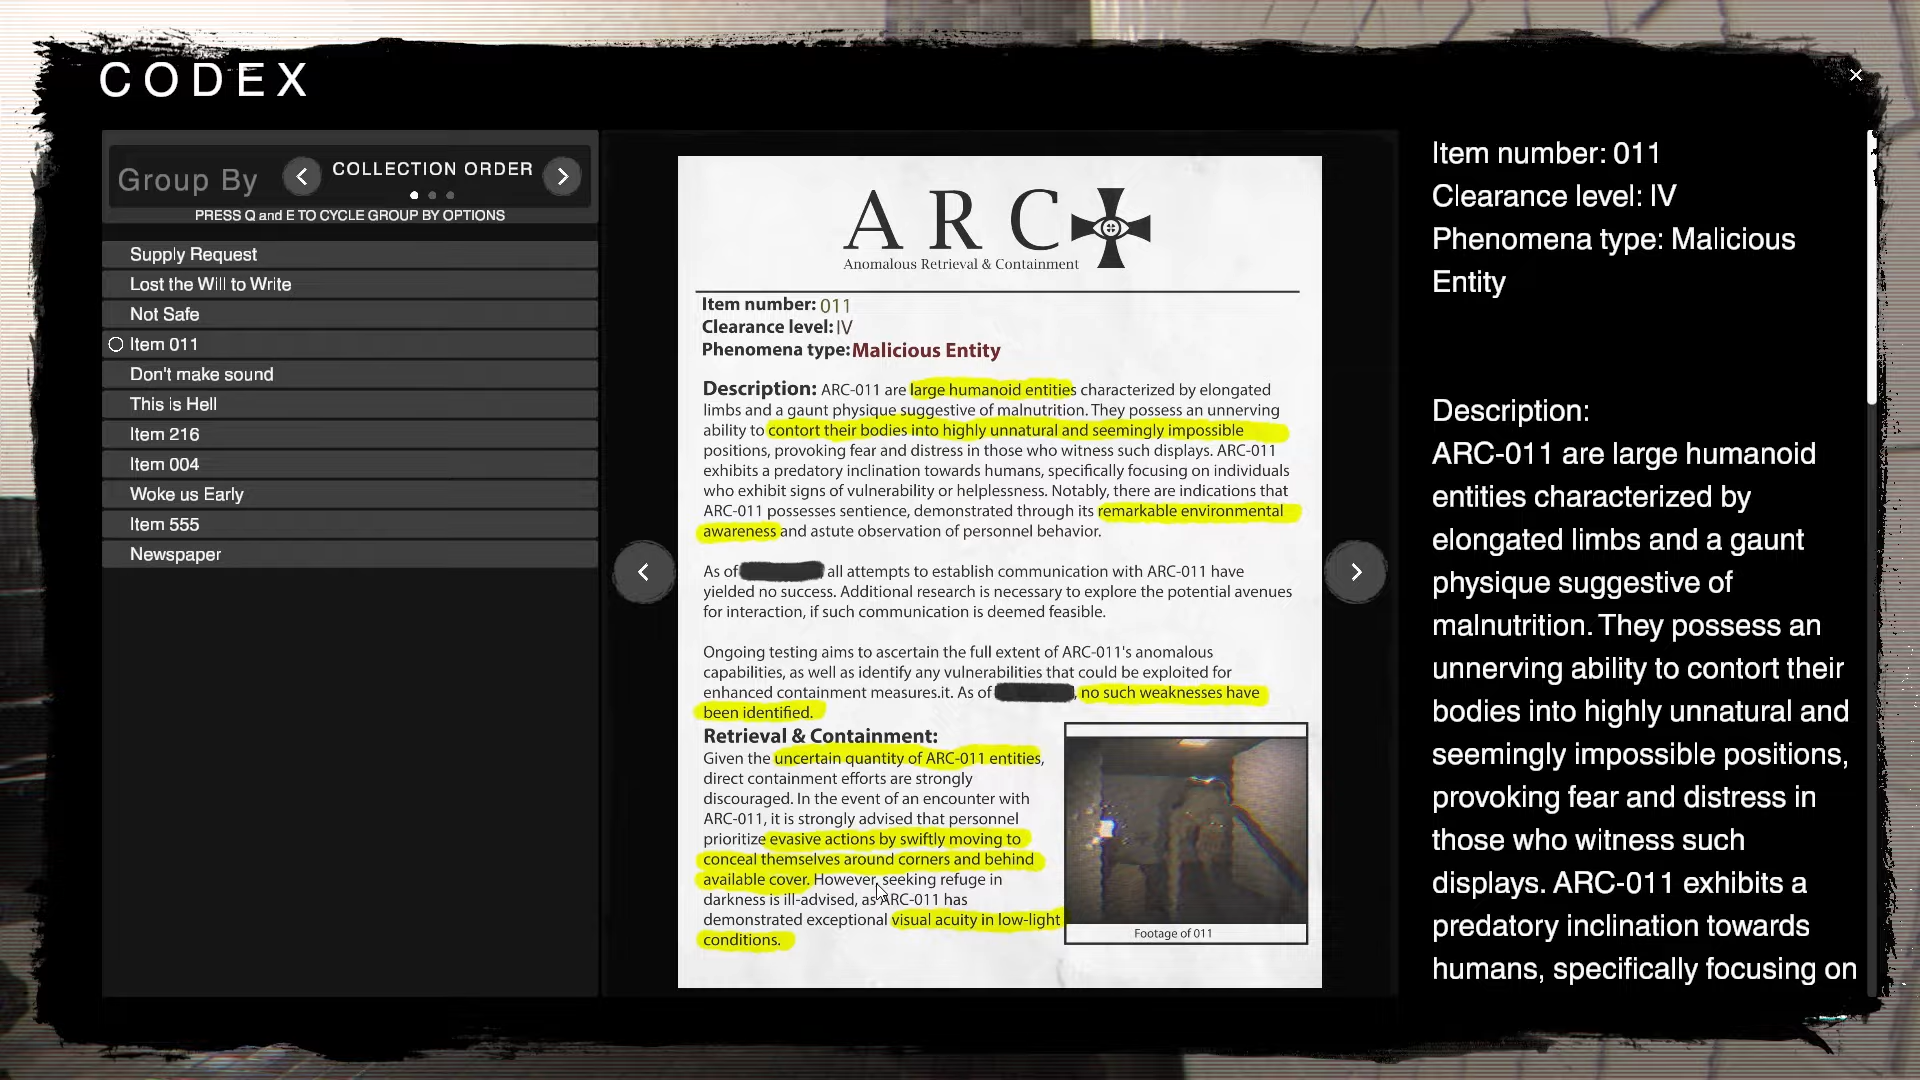 CODEX
Group By
COLLECTION ORDER
PRESS Q and E TO CYCLE GROUP BY OPTIONS
Supply Request
Lost the Will to Write
Not Safe
Item 011
Don't make sound
This is Hell
Item 216
Item 004
Woke us Early
Item 555
Newspaper
ARC
Anomalous Retrieval & Containment
Item number: 011
Clearance level: IV
Phenomena type: Malicious Entity
Description: ARC-011 are large humanoid entities characterized by elongated
limbs and a gaunt physique suggestive of malnutrition. They possess an unnerving
ability to contort their bodies into highly unnatural and seemingly impossible
positions, provoking fear and distress in those who witness such displays. ARC-011
exhibits a predatory inclination towards humans, specifically focusing on individuals
who exhibit signs of vulnerability or helplessness. Notably, there are indications that
ARC-011 possesses sentience, demonstrated through its remarkable environmental
awareness and astute observation of personnel behavior.
As of all attempts to establish communication with ARC-011 have
yielded no success. Additional research is necessary to explore the potential avenues
for interaction, if such communication is deemed feasible.
Ongoing testing aims to ascertain the full extent of ARC-011's anomalous
capabilities, as well as identify any vulnerabilities that could be exploited for
enhanced containment measures.it. As of , no such weaknesses have
been identified.
Retrieval & Containment:
Given the uncertain quantity of ARC-011 entities,
direct containment efforts are strongly
discouraged. In the event of an encounter with
ARC-011, it is strongly advised that personnel
prioritize evasive actions by swiftly moving to
conceal themselves around corners and behind
available cover. However, seeking refuge in
darkness is ill-advised, as ARC-011 has
demonstrated exceptional visual acuity in low-light
conditions.
Footage of 011
Item number: 011
Clearance level: IV
Phenomena type: Malicious
Entity
Description:
ARC-011 are large humanoid
entities characterized by
elongated limbs and a gaunt
physique suggestive of
malnutrition. They possess an
unnerving ability to contort their
bodies into highly unnatural and
seemingly impossible positions,
provoking fear and distress in
those who witness such
displays. ARC-011 exhibits a
predatory inclination towards
humans, specifically focusing on